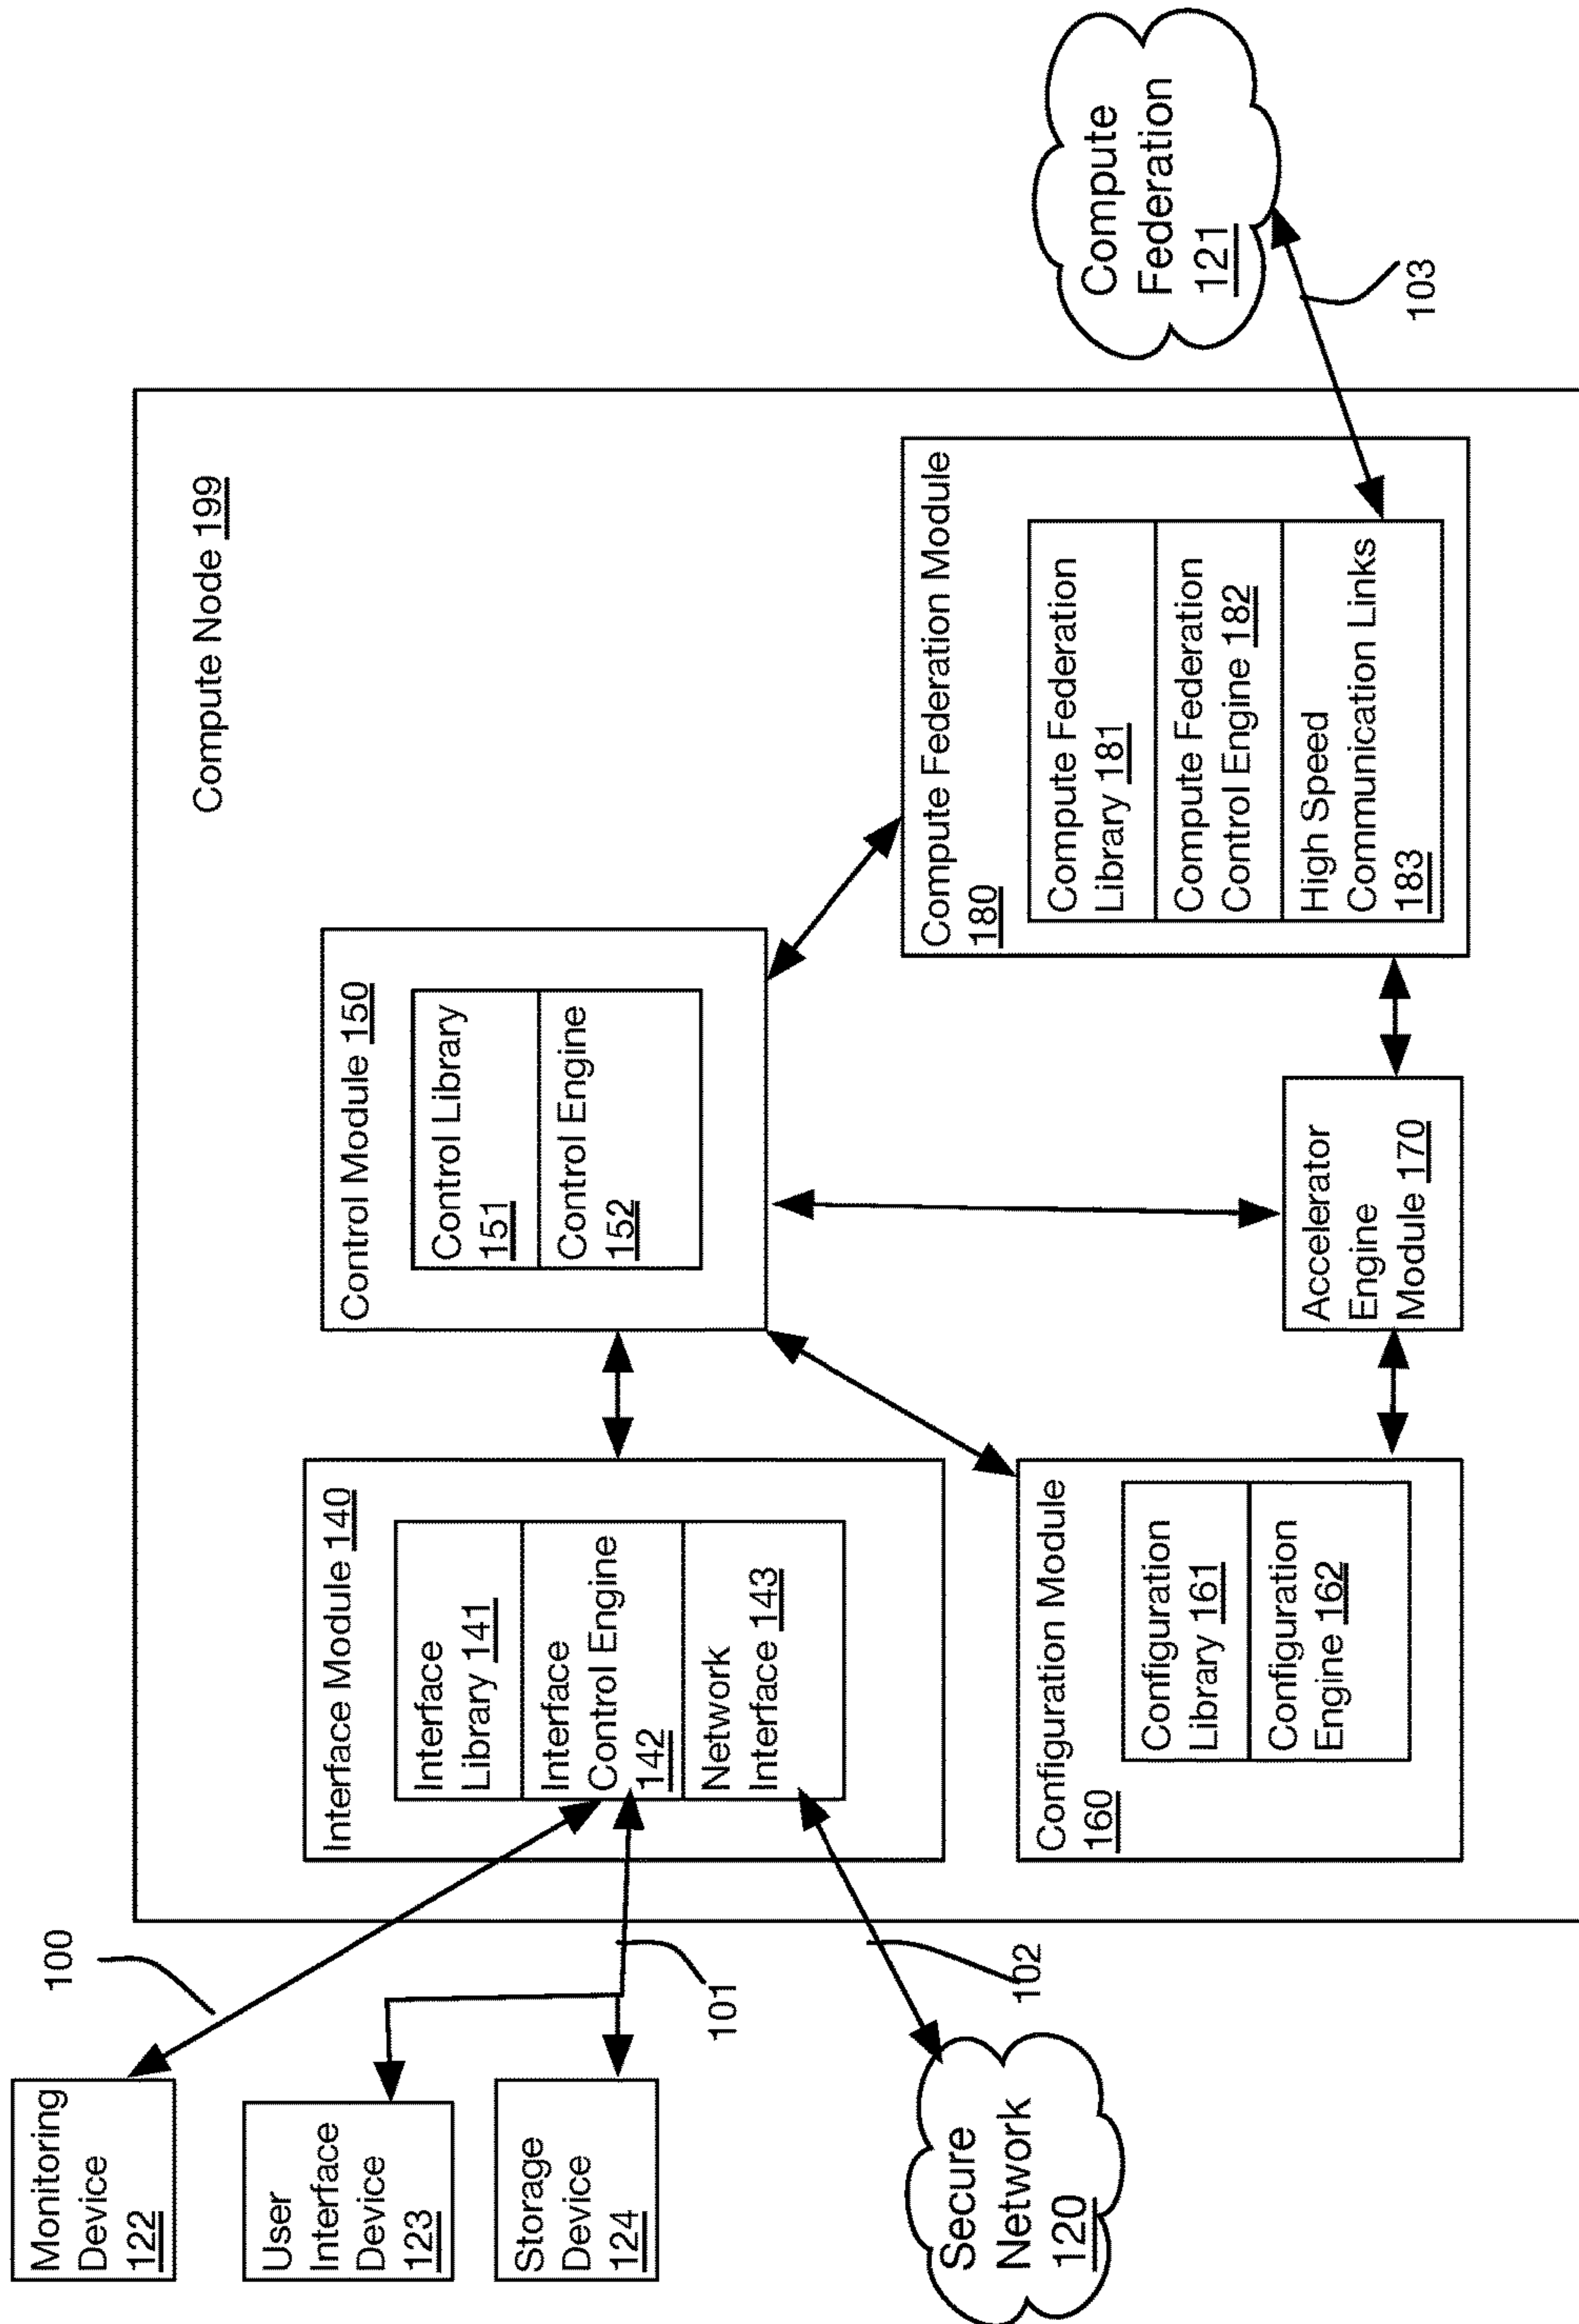 Monitoring
Device
122
User
Interface
Device
123
Storage
Device
124
Secure
Network
120
100
101
102
Compute Node 199
Interface Module 140
Interface
Library 141
Interface
Control Engine
142
Network
Interface 143
Control Module 150
Control Library
151
Control Engine
152
Configuration Module
160
Configuration
Library 161
Configuration
Engine 162
Accelerator
Engine
Module 170
Compute Federation Module
180
Compute Federation
Library 181
Compute Federation
Control Engine 182
High Speed
Communication Links
183
Compute
Federation
121
103